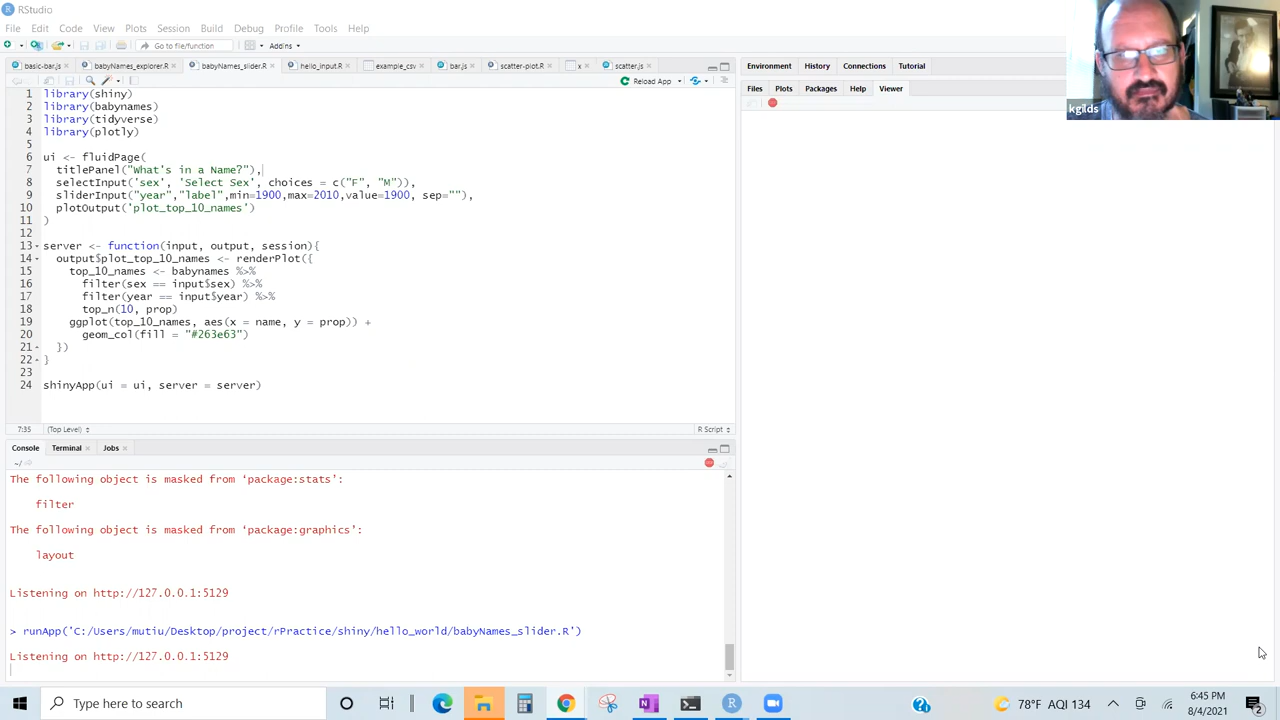 RStudio
File Edit Code View Plots Session Build Debug Profile Tools Help
Go to file/function Addins
basic-bar.js babyNames_explorer.R babyNames_slider.R hello_input.R example_csv bar.js scatter-plot.R x scatter.js
Reload App
1 library(shiny)
2 library(babynames)
3 library(tidyverse)
4 library(plotly)
5
6 ui <- fluidPage(
7 titlePanel("What's in a Name?"),
8 selectInput('sex', 'Select Sex', choices = c("F", "M")),
9 sliderInput("year","label",min=1900,max=2010,value=1900, sep=""),
10 plotOutput('plot_top_10_names')
11 )
12
13 server <- function(input, output, session){
14 output$plot_top_10_names <- renderPlot({
15 top_10_names <- babynames %>%
16 filter(sex == input$sex) %>%
17 filter(year == input$year) %>%
18 top_n(10, prop)
19 ggplot(top_10_names, aes(x = name, y = prop)) +
20 geom_col(fill = "#263e63")
21 })
22 }
23
24 shinyApp(ui = ui, server = server)
7:35 (Top Level) R Script
Console Terminal Jobs
~/
The following object is masked from ‘package:stats’:
filter
The following object is masked from ‘package:graphics’:
layout
Listening on http://127.0.0.1:5129
> runApp('C:/Users/mutiu/Desktop/project/rPractice/shiny/hello_world/babyNames_slider.R')
Listening on http://127.0.0.1:5129
Environment History Connections Tutorial
Files Plots Packages Help Viewer
kgilds
Type here to search
78°F AQI 134
6:45 PM
8/4/2021
2